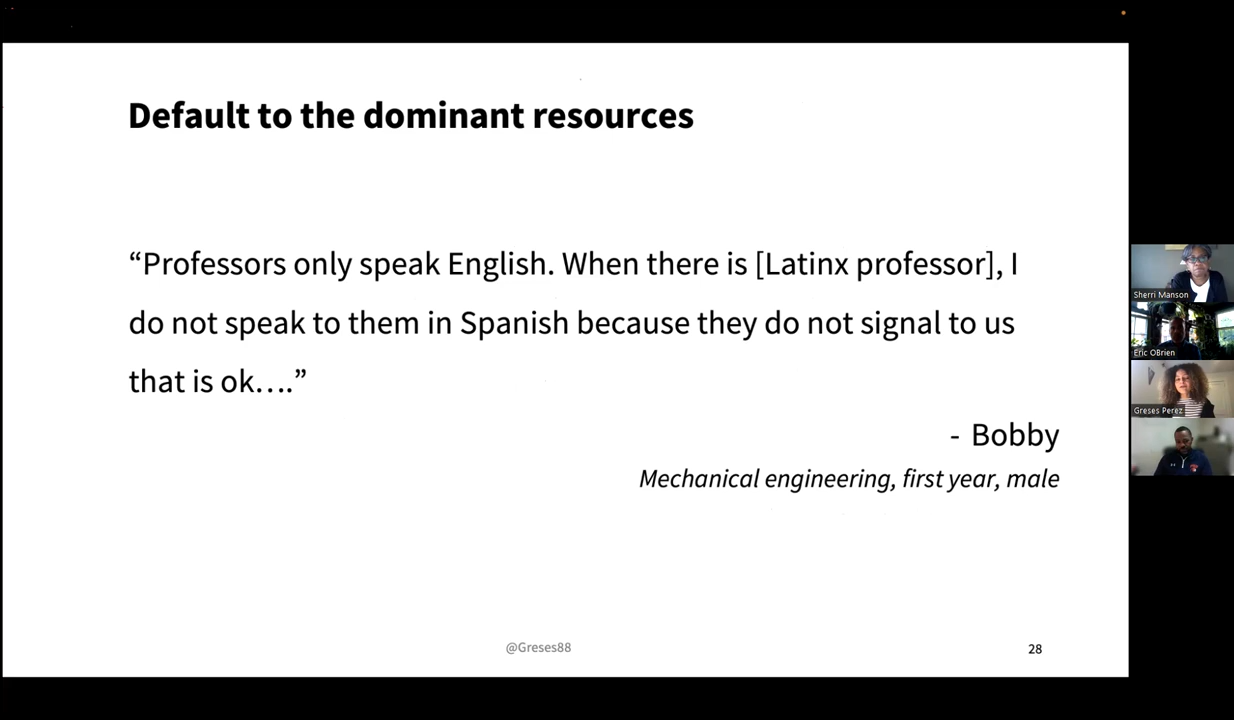 Default to the dominant resources
“Professors only speak English. When there is [Latinx professor], I
do not speak to them in Spanish because they do not signal to us
that is ok….”
- Bobby
Mechanical engineering, first year, male
@Greses88
28
Sherri Manson
Eric OBrien
Greses Perez